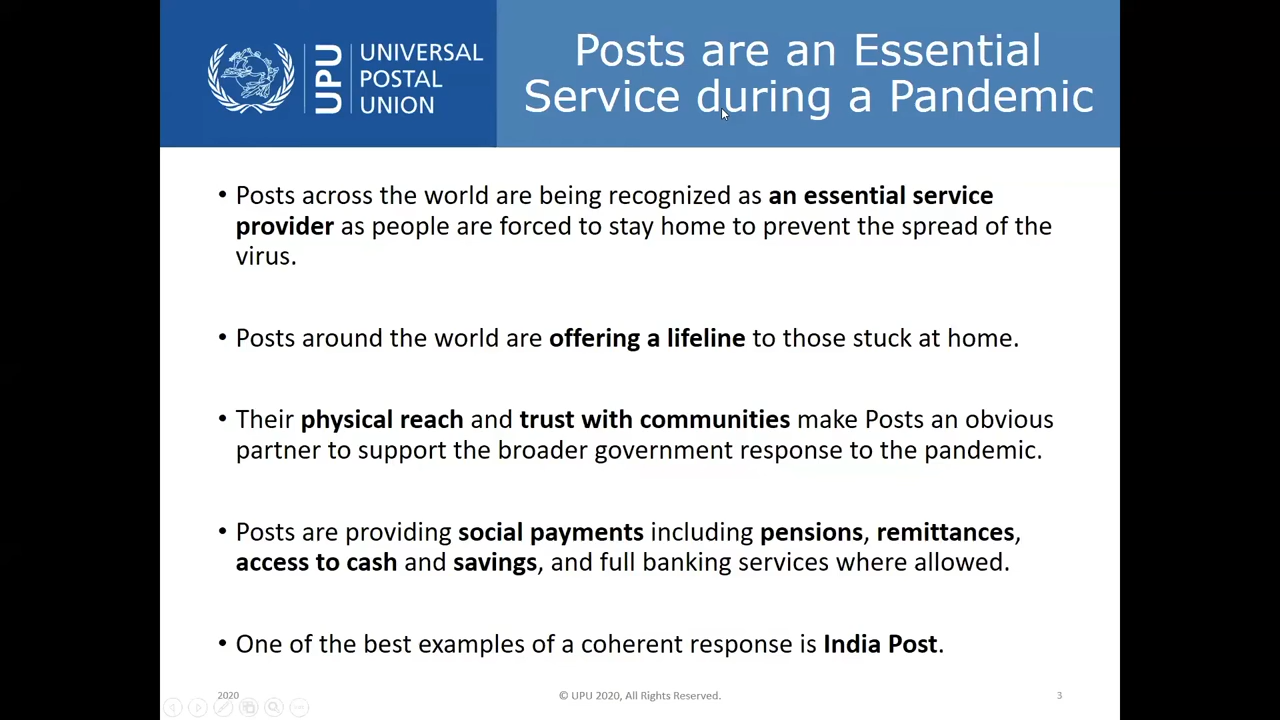 UPU
UNIVERSAL
POSTAL
UNION
Posts are an Essential
Service during a Pandemic
• Posts across the world are being recognized as an essential service
provider as people are forced to stay home to prevent the spread of the
virus.
• Posts around the world are offering a lifeline to those stuck at home.
• Their physical reach and trust with communities make Posts an obvious
partner to support the broader government response to the pandemic.
• Posts are providing social payments including pensions, remittances,
access to cash and savings, and full banking services where allowed.
• One of the best examples of a coherent response is India Post.
2020
© UPU 2020, All Rights Reserved.
3